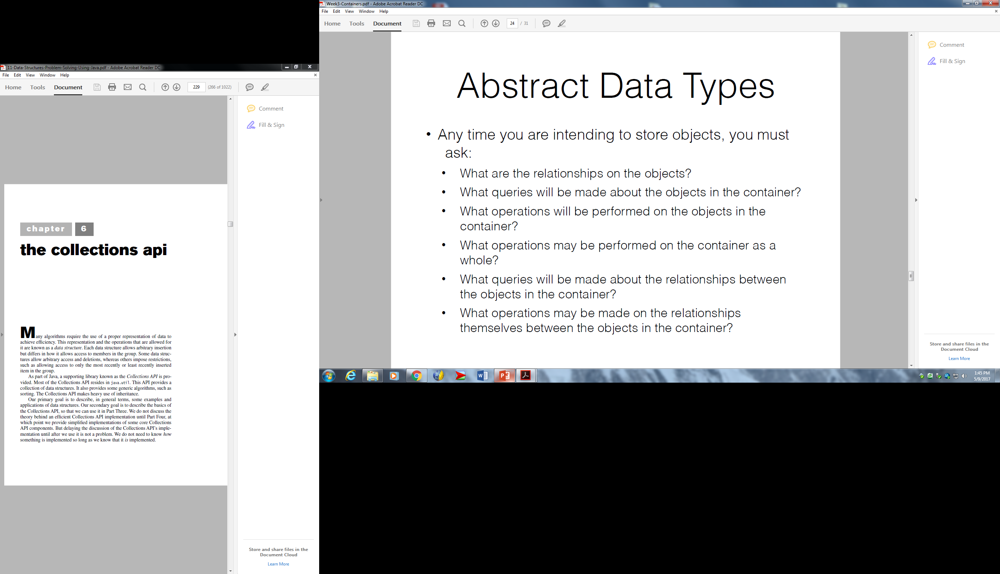 11-Data-Structures-Problem-Solving-Using-Java.pdf - Adobe Acrobat Reader DC
File Edit View Window Help
Home Tools Document 229 (266 of 1022)
Comment
Fill & Sign
chapter 6
the collections api
Many algorithms require the use of a proper representation of data to
achieve efficiency. This representation and the operations that are allowed for
it are known as a data structure. Each data structure allows arbitrary insertion
but differs in how it allows access to members in the group. Some data struc-
tures allow arbitrary access and deletions, whereas others impose restrictions,
such as allowing access to only the most recently or least recently inserted
item in the group.
As part of Java, a supporting library known as the Collections API is pro-
vided. Most of the Collections API resides in java.util. This API provides a
collection of data structures. It also provides some generic algorithms, such as
sorting. The Collections API makes heavy use of inheritance.
Our primary goal is to describe, in general terms, some examples and
applications of data structures. Our secondary goal is to describe the basics of
the Collections API, so that we can use it in Part Three. We do not discuss the
theory behind an efficient Collections API implementation until Part Four, at
which point we provide simplified implementations of some core Collections
API components. But delaying the discussion of the Collections API's imple-
mentation until after we use it is not a problem. We do not need to know how
something is implemented so long as we know that it is implemented.
Store and share files in the
Document Cloud
Learn More
Week3-Containers.pdf - Adobe Acrobat Reader DC
File Edit View Window Help
Home Tools Document 24 / 31
Comment
Fill & Sign
Abstract Data Types
• Any time you are intending to store objects, you must
ask:
• What are the relationships on the objects?
• What queries will be made about the objects in the container?
• What operations will be performed on the objects in the
container?
• What operations may be performed on the container as a
whole?
• What queries will be made about the relationships between
the objects in the container?
• What operations may be made on the relationships
themselves between the objects in the container?
Store and share files in the
Document Cloud
Learn More
1:45 PM
5/9/2017